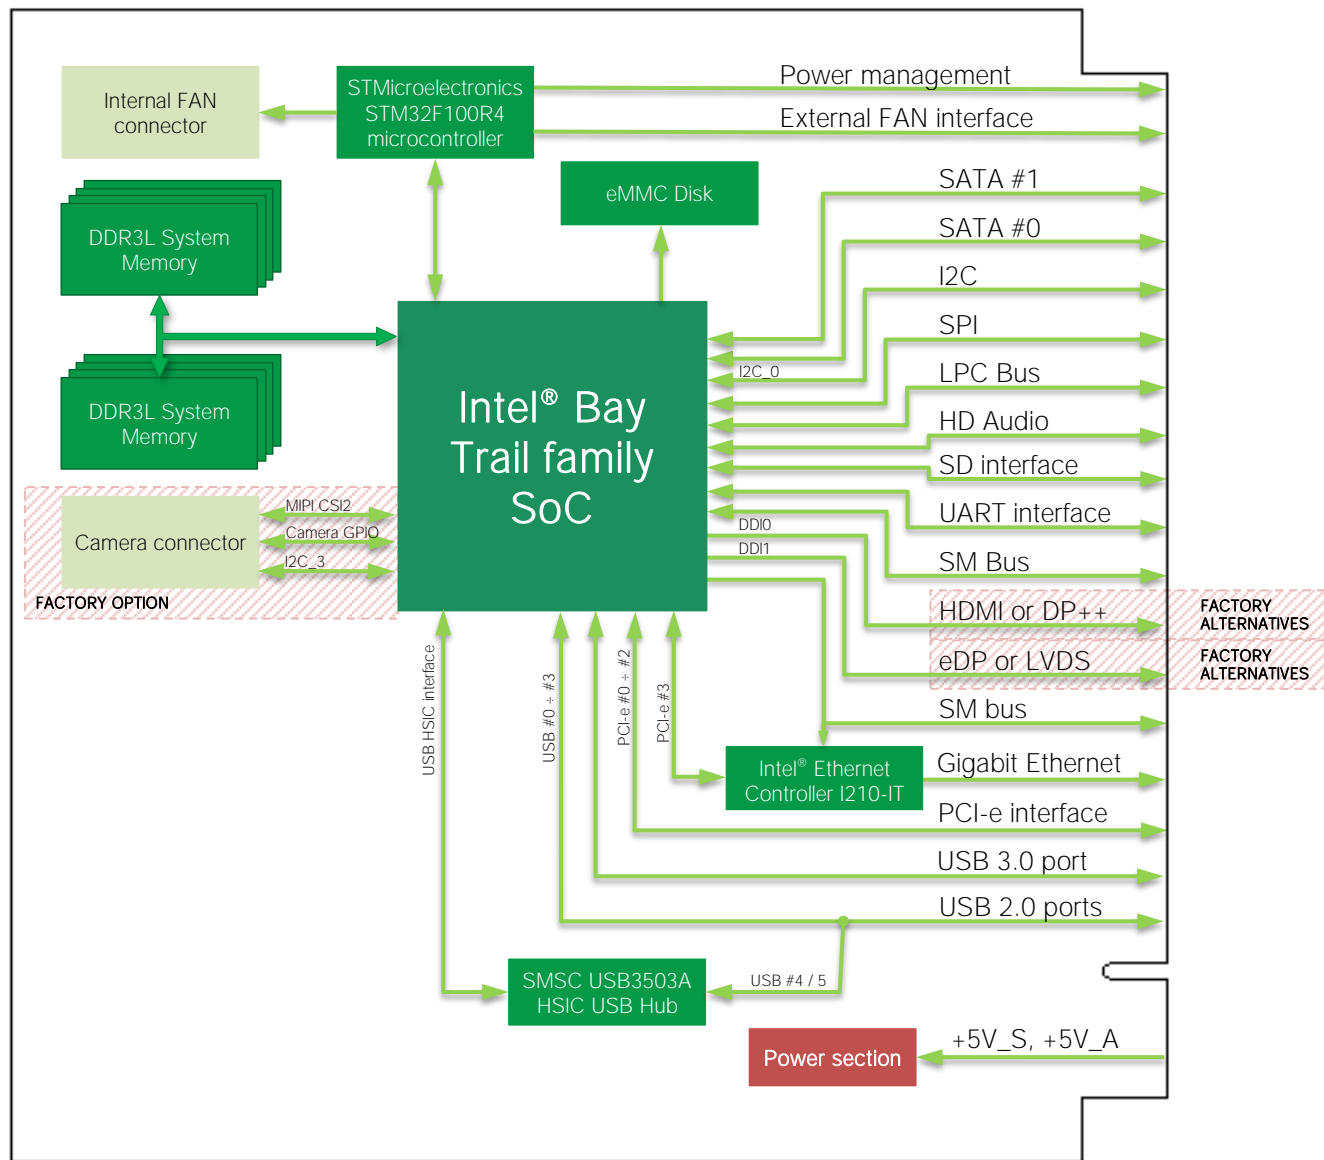 Internal FAN
connector
STMicroelectronics
STM32F100R4
microcontroller
Power management
External FAN interface
eMMC Disk
SATA #1
SATA #0
I2C
SPI
LPC Bus
HD Audio
SD interface
UART interface
SM Bus
HDMI or DP++
FACTORY
ALTERNATIVES
eDP or LVDS
FACTORY
ALTERNATIVES
SM bus
Gigabit Ethernet
PCI-e interface
USB 3.0 port
USB 2.0 ports
+5V_S, +5V_A
DDR3L System
Memory
DDR3L System
Memory
Intel® Bay
Trail family
SoC
I2C_0
DDI0
DDI1
MIPI CSI2
Camera GPIO
I2C_3
Camera connector
FACTORY OPTION
USB HSIC interface
USB #0 ÷ #3
PCI-e #0 ÷ #2
PCI-e #3
Intel® Ethernet
Controller I210-IT
SMSC USB3503A
HSIC USB Hub
USB #4 / 5
Power section